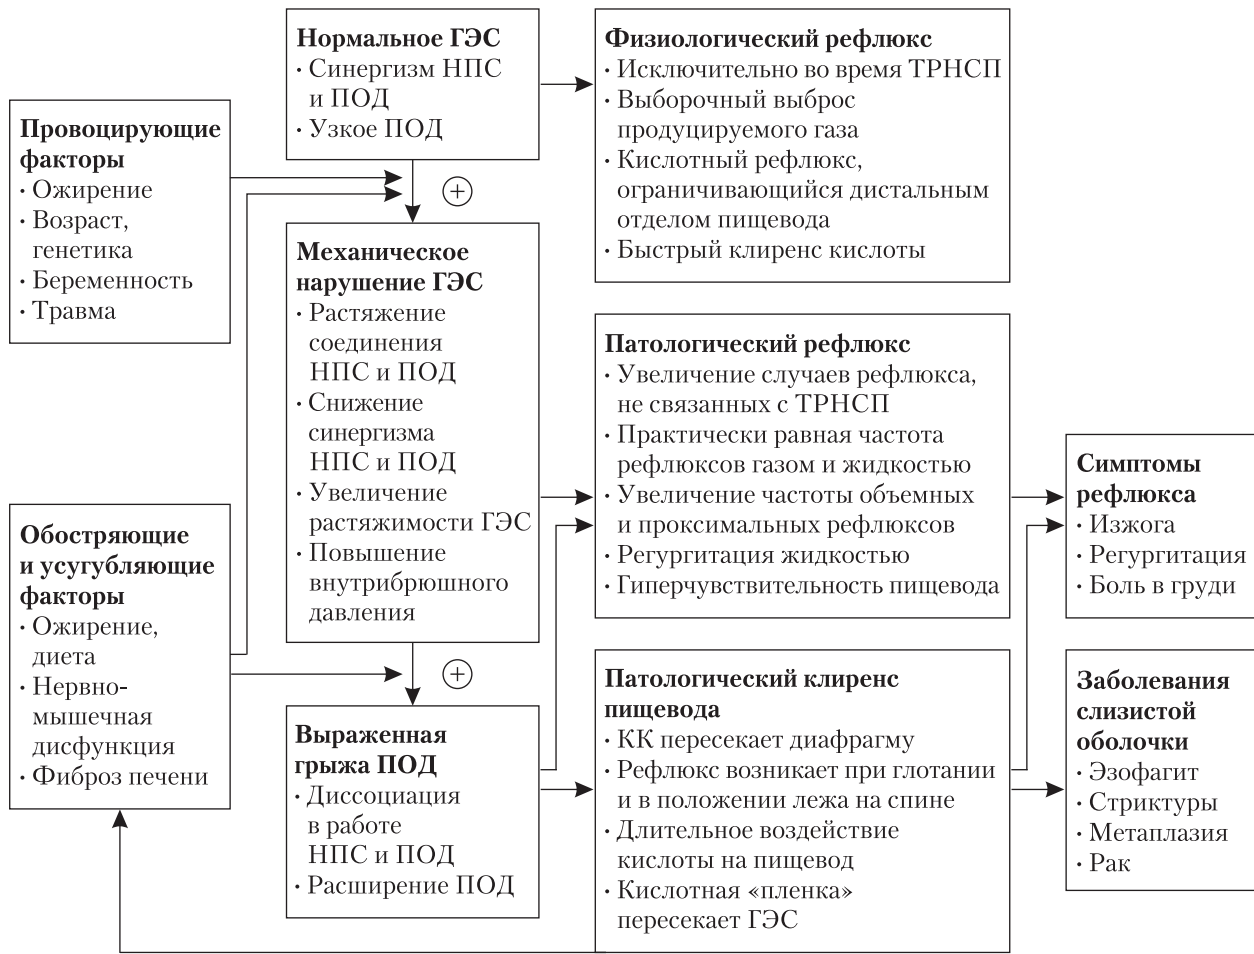 Провоцирующие
факторы
· Ожирение
· Возраст,
генетика
· Беременность
· Травма
Обостряющие
и усугубляющие
факторы
· Ожирение,
диета
· Нервно-
мышечная
дисфункция
· Фиброз печени
Нормальное ГЭС
· Синергизм НПС
и ПОД
· Узкое ПОД
+
Механическое
нарушение ГЭС
· Растяжение
соединения
НПС и ПОД
· Снижение
синергизма
НПС и ПОД
· Увеличение
растяжимости ГЭС
· Повышение
внутрибрюшного
давления
+
Выраженная
грыжа ПОД
· Диссоциация
в работе
НПС и ПОД
· Расширение ПОД
Физиологический рефлюкс
· Исключительно во время ТРНСП
· Выборочный выброс
продуцируемого газа
· Кислотный рефлюкс,
ограничивающийся дистальным
отделом пищевода
· Быстрый клиренс кислоты
Патологический рефлюкс
· Увеличение случаев рефлюкса,
не связанных с ТРНСП
· Практически равная частота
рефлюксов газом и жидкостью
· Увеличение частоты объемных
и проксимальных рефлюксов
· Регургитация жидкостью
· Гиперчувствительность пищевода
Патологический клиренс
пищевода
· КК пересекает диафрагму
· Рефлюкс возникает при глотании
и в положении лежа на спине
· Длительное воздействие
кислоты на пищевод
· Кислотная «пленка»
пересекает ГЭС
Симптомы
рефлюкса
· Изжога
· Регургитация
· Боль в груди
Заболевания
слизистой
оболочки
· Эзофагит
· Стриктуры
· Метаплазия
· Рак